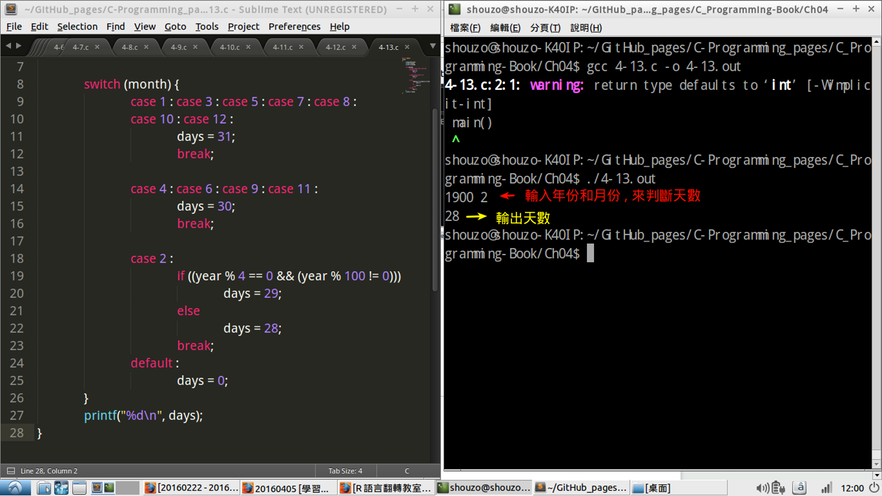 ~/GitHub_pages/C-Programming_pa...13.c - Sublime Text (UNREGISTERED)
File Edit Selection Find View Goto Tools Project Preferences Help
4-7.c × 4-8.c × 4-9.c × 4-10.c × 4-11.c × 4-12.c × 4-13.c ×
7
8 switch (month) {
9 case 1 : case 3 : case 5 : case 7 : case 8 :
10 case 10 : case 12 :
11 days = 31;
12 break;
13
14 case 4 : case 6 : case 9 : case 11 :
15 days = 30;
16 break;
17
18 case 2 :
19 if ((year % 4 == 0 && (year % 100 != 0)))
20 days = 29;
21 else
22 days = 28;
23 break;
24 default :
25 days = 0;
26 }
27 printf("%d\n", days);
28 }
Line 28, Column 2 Tab Size: 4 C
shouzo@shouzo-K40IP: ~/GitHub_pages/C-Programming_pages/C_Programming-Book/Ch04
檔案(F) 編輯(E) 分頁(T) 說明(H)
shouzo@shouzo-K40IP:~/GitHub_pages/C-Programming_pages/C_Pro
gramming-Book/Ch04$ gcc 4-13.c -o 4-13.out
4-13.c:2:1: warning: return type defaults to ‘int’ [-Wimplic
it-int]
main()
^
shouzo@shouzo-K40IP:~/GitHub_pages/C-Programming_pages/C_Pro
gramming-Book/Ch04$ ./4-13.out
1900 2 輸入年份和月份 , 來判斷天數
28 輸出天數
shouzo@shouzo-K40IP:~/GitHub_pages/C-Programming_pages/C_Pro
gramming-Book/Ch04$
[20160222 - 2016... 20160405 [學習... [R 語言翻轉教室... shouzo@shouzo-... ~/GitHub_pages... [桌面] 12:00